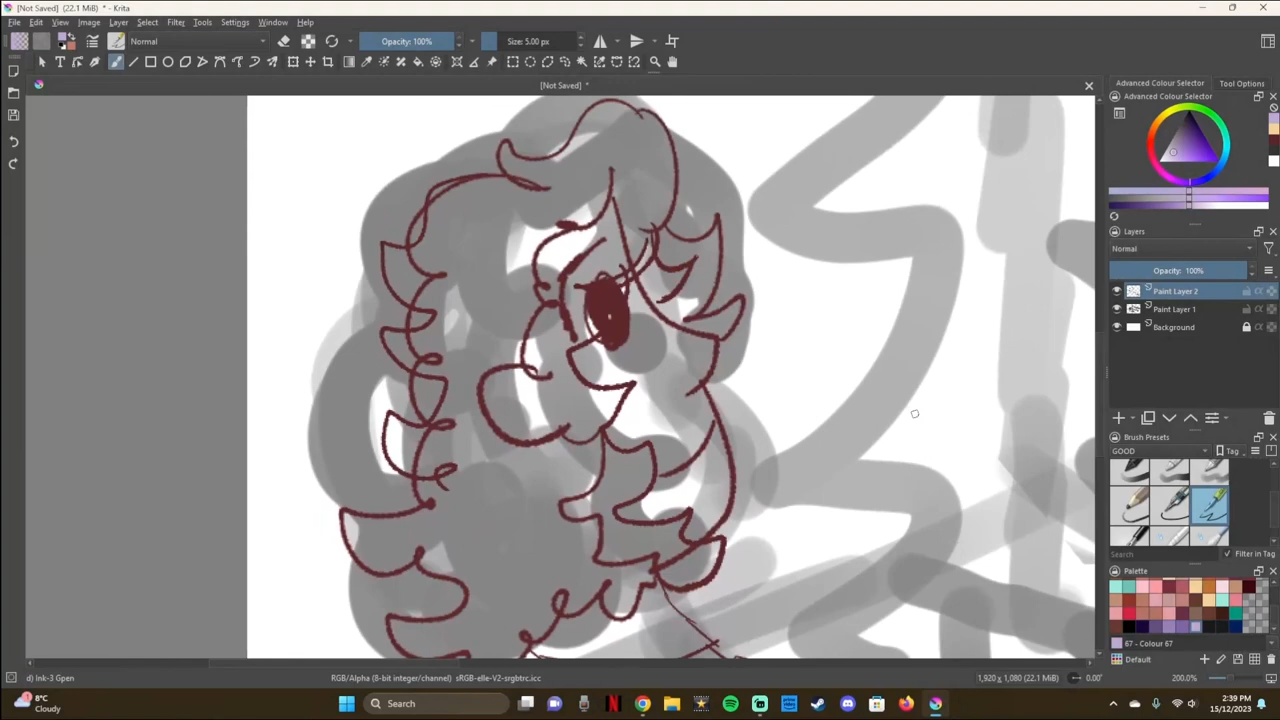 [Not Saved] (22.1 MiB) * - Krita
File Edit View Image Layer Select Filter Tools Settings Window Help
Normal Opacity: 100% Size: 5.00 px
[Not Saved] *
Advanced Colour Selector Tool Options
Advanced Colour Selector
Layers
Normal
Opacity: 100%
Paint Layer 2
Paint Layer 1
Background
Brush Presets
GOOD Tag
Search Filter in Tag
Palette
67 - Colour 67
Default
d) Ink-3 Gpen RGB/Alpha (8-bit integer/channel) sRGB-elle-V2-srgbtrc.icc 1,920 x 1,080 (22.1 MiB) 0.00° 200.0%
8°C
Cloudy
Search
2:39 PM
15/12/2023